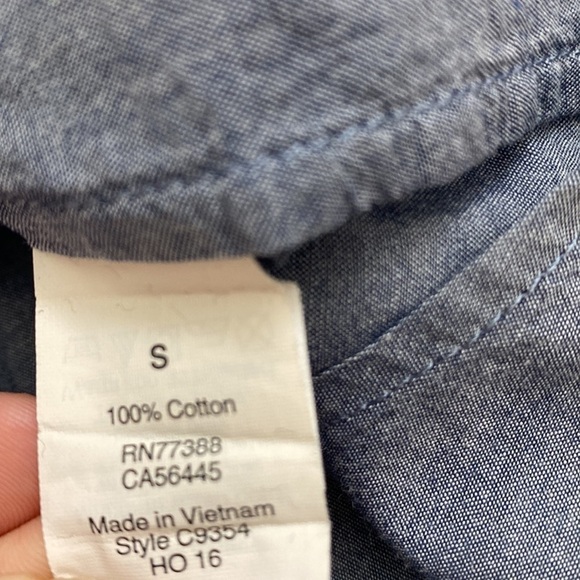 S
100% Cotton
RN77388
CA56445
Made in Vietnam
Style C9354
HO 16